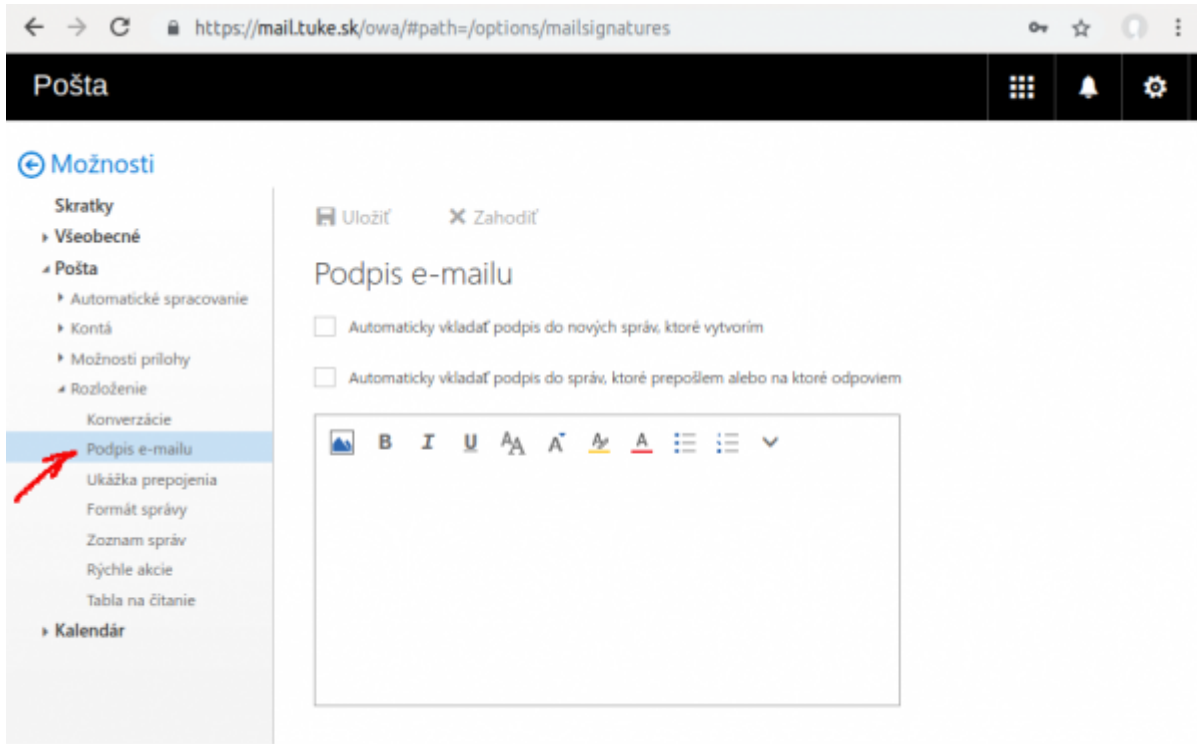 https://mail.tuke.sk/owa/#path=/options/mailsignatures
Pošta
Možnosti
Skratky
Všeobecné
Pošta
Automatické spracovanie
Kontá
Možnosti prílohy
Rozloženie
Konverzácie
Podpis e-mailu
Ukážka prepojenia
Formát správy
Zoznam správ
Rýchle akcie
Tabla na čítanie
Kalendár
Uložiť Zahodiť
Podpis e-mailu
Automaticky vkladať podpis do nových správ, ktoré vytvorím
Automaticky vkladať podpis do správ, ktoré prepošlem alebo na ktoré odpoviem
B I U AA A A A